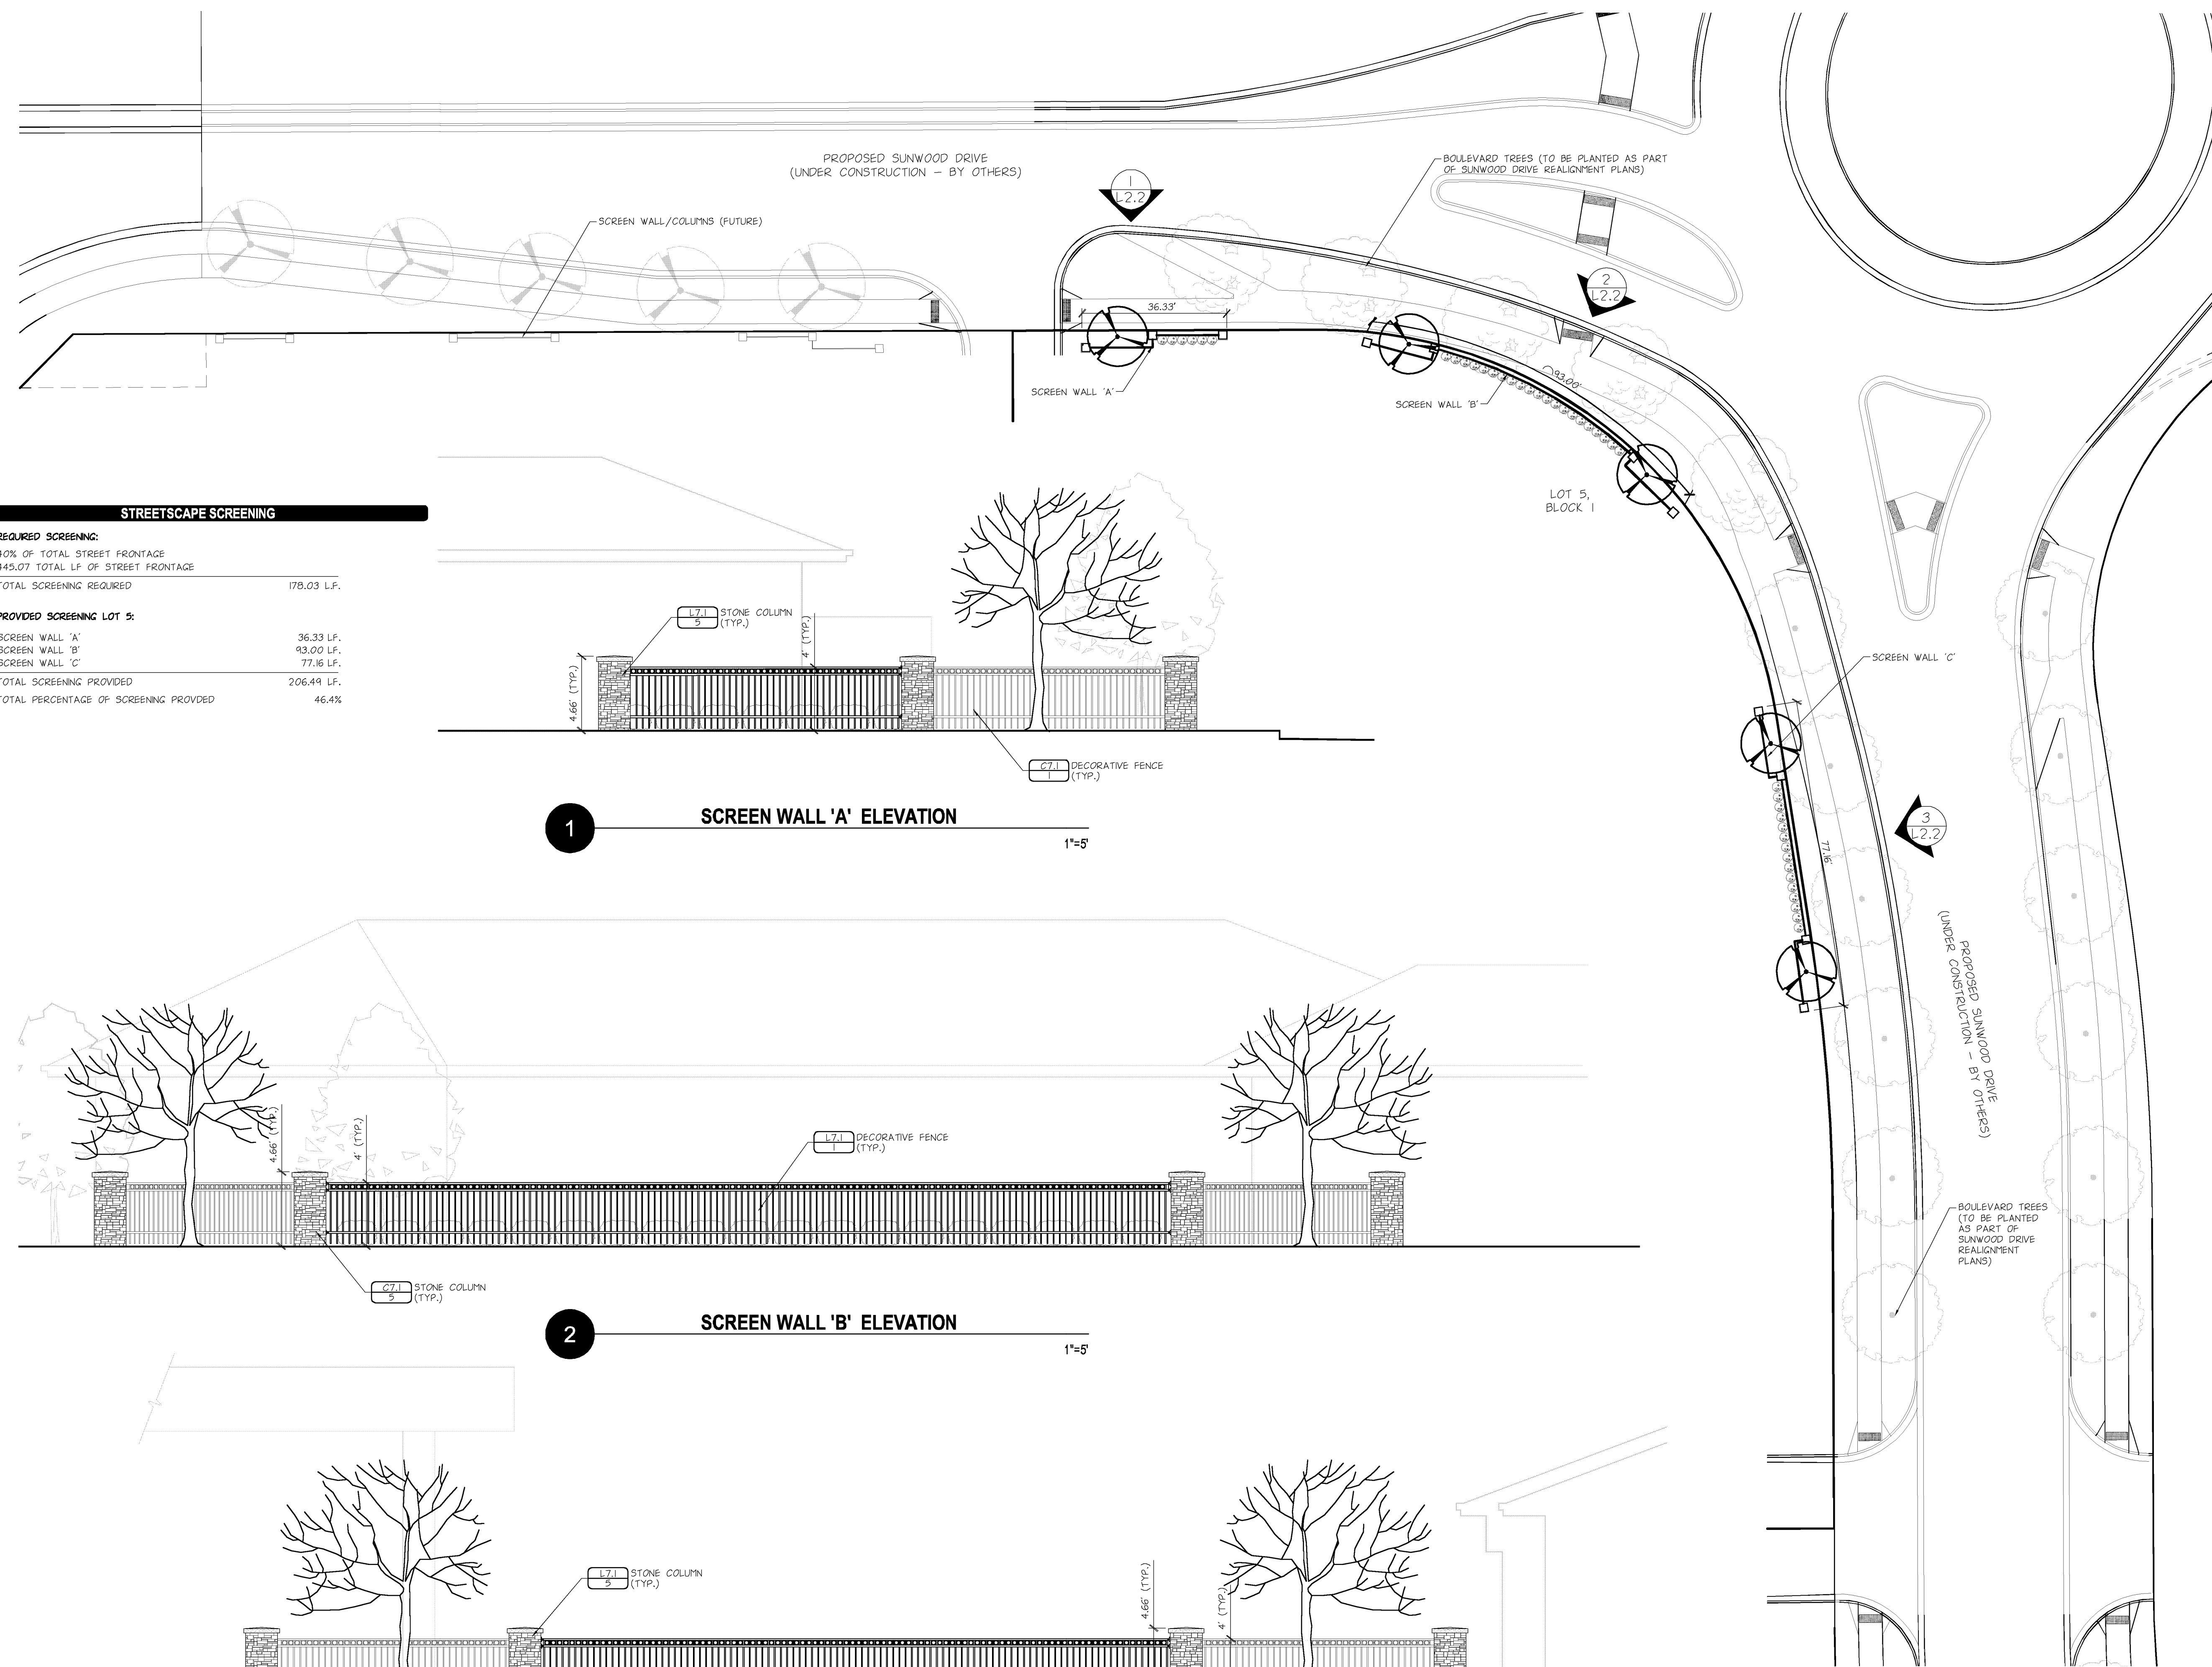 PROPOSED SUNWOOD DRIVE
(UNDER CONSTRUCTION – BY OTHERS)
BOULEVARD TREES (TO BE PLANTED AS PART
OF SUNWOOD DRIVE REALIGNMENT PLANS)
1
L2.2
SCREEN WALL/COLUMNS (FUTURE)
2
L2.2
36.33'
SCREEN WALL 'A'
93.00'
SCREEN WALL 'B'
LOT 5,
BLOCK 1
STREETSCAPE SCREENING
REQUIRED SCREENING:
40% OF TOTAL STREET FRONTAGE
445.07 TOTAL LF OF STREET FRONTAGE
TOTAL SCREENING REQUIRED 178.03 L.F.
PROVIDED SCREENING LOT 5:
SCREEN WALL 'A' 36.33 LF.
SCREEN WALL 'B' 93.00 LF.
SCREEN WALL 'C' 77.16 LF.
TOTAL SCREENING PROVIDED 206.49 LF.
TOTAL PERCENTAGE OF SCREENING PROVDED 46.4%
L7.1
5
STONE COLUMN
(TYP.)
4' (TYP.)
4.66' (TYP.)
C7.1
1
DECORATIVE FENCE
(TYP.)
1
SCREEN WALL 'A' ELEVATION
1"=5'
SCREEN WALL 'C'
77.16'
3
L2.2
PROPOSED SUNWOOD DRIVE
(UNDER CONSTRUCTION – BY OTHERS)
4.66' (TYP.)
4' (TYP.)
L7.1
1
DECORATIVE FENCE
(TYP.)
C7.1
5
STONE COLUMN
(TYP.)
2
SCREEN WALL 'B' ELEVATION
1"=5'
BOULEVARD TREES
(TO BE PLANTED
AS PART OF
SUNWOOD DRIVE
REALIGNMENT
PLANS)
L7.1
5
STONE COLUMN
(TYP.)
4.66' (TYP.)
4' (TYP.)